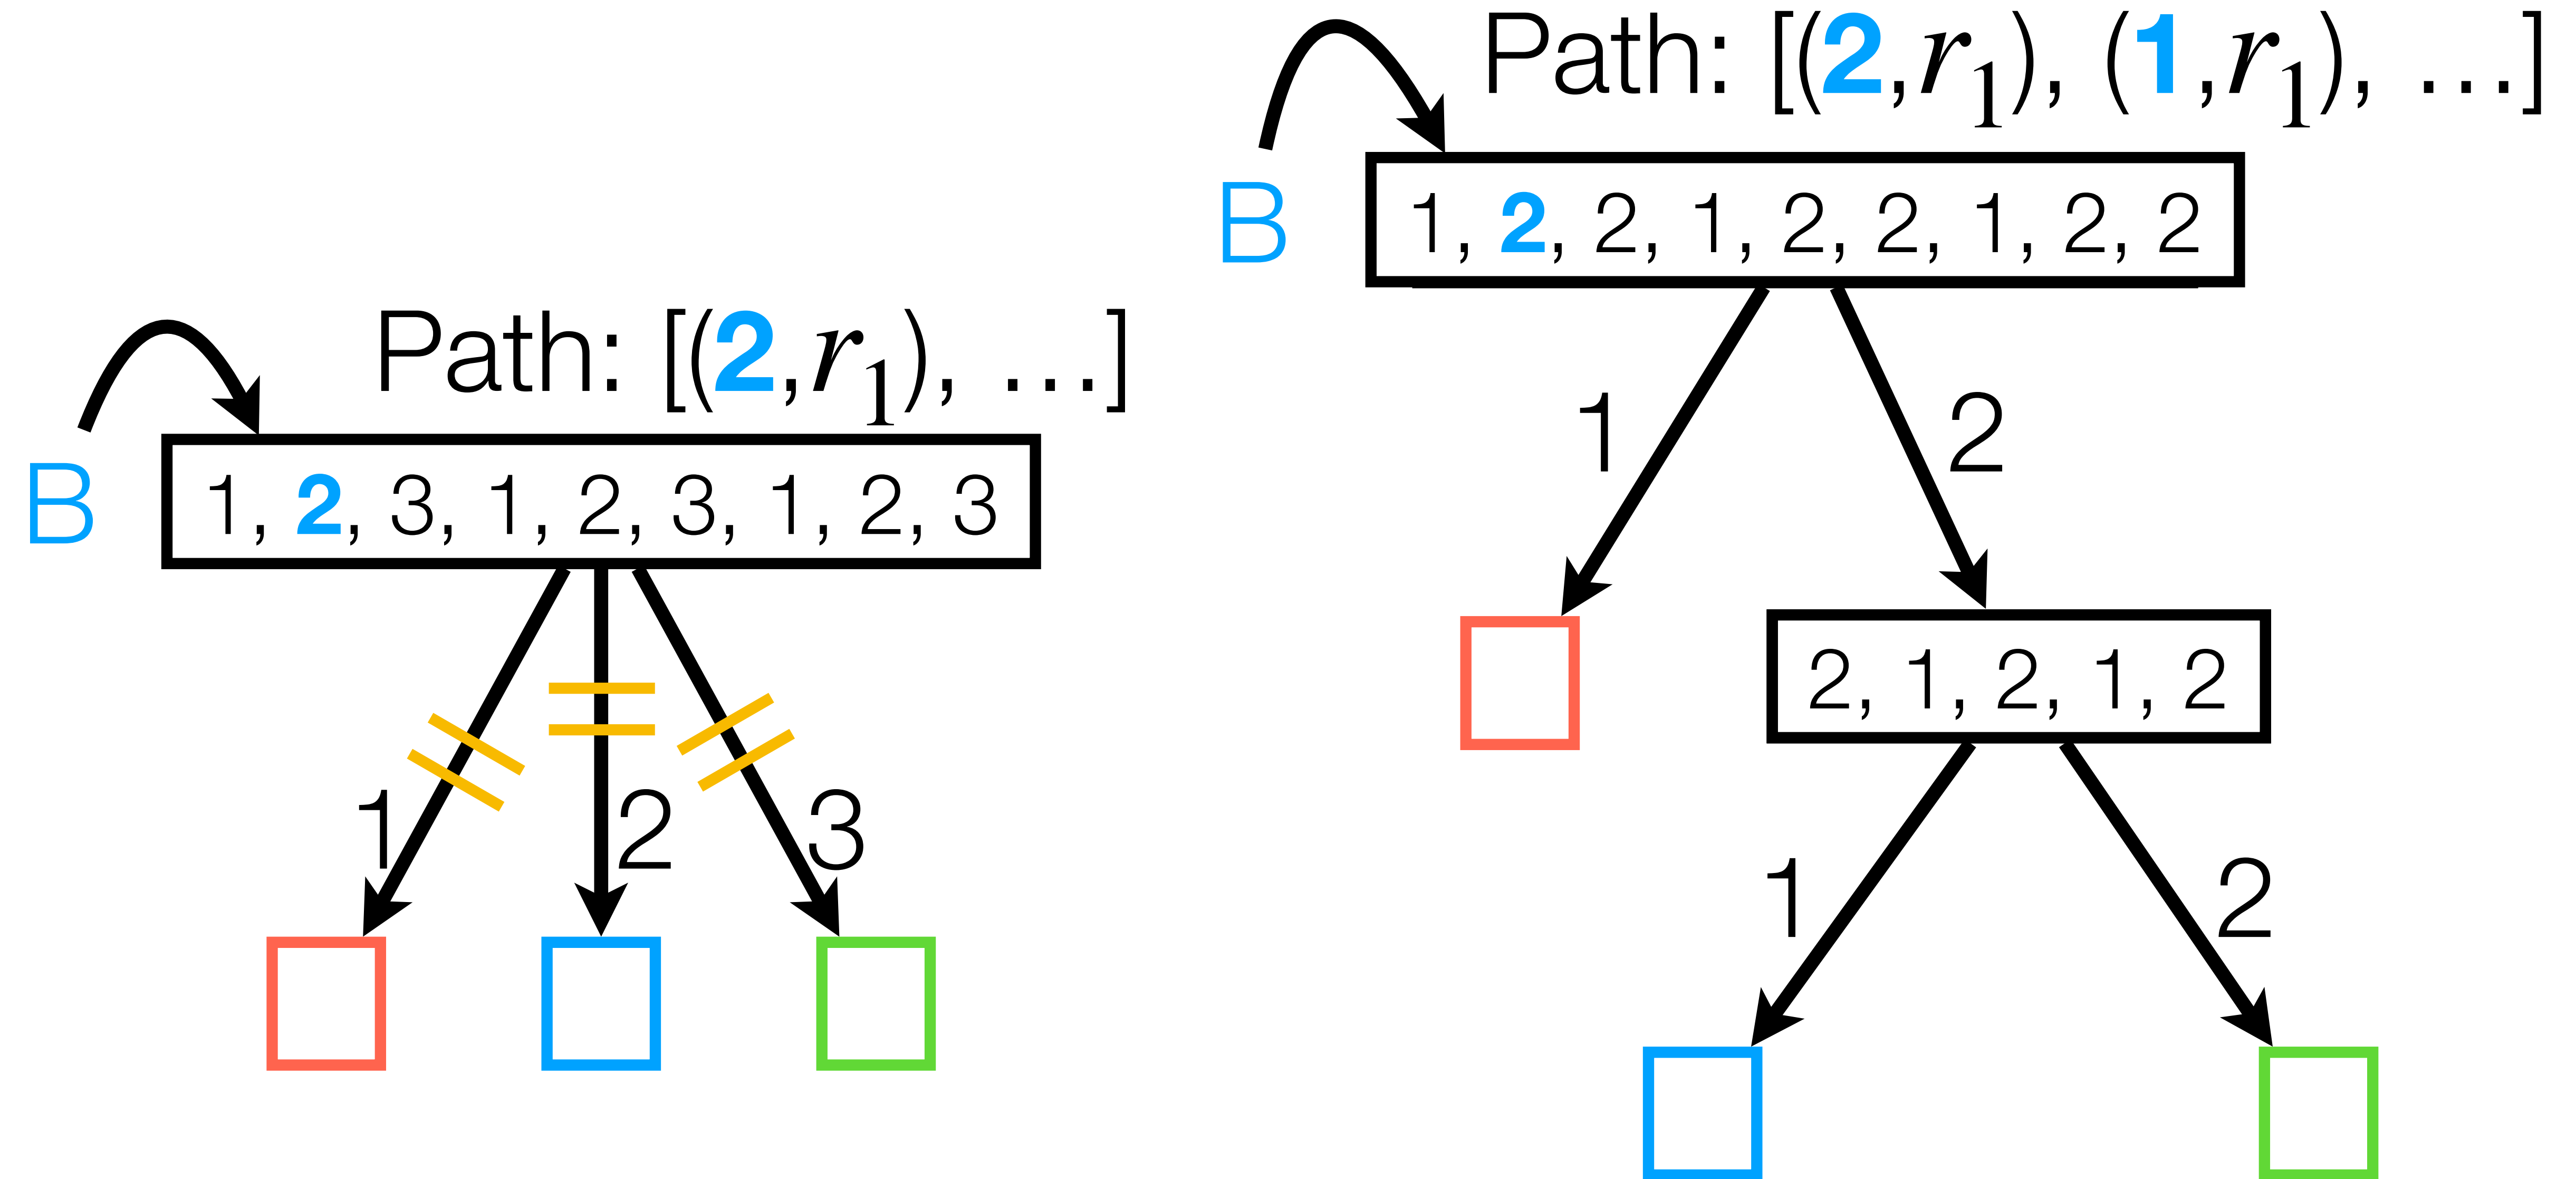 Path: [(2,r₁), …]
B
1, 2, 3, 1, 2, 3, 1, 2, 3
1
2
3
Path: [(2,r₁), (1,r₁), …]
B
1, 2, 2, 1, 2, 2, 1, 2, 2
1
2
2, 1, 2, 1, 2
1
2